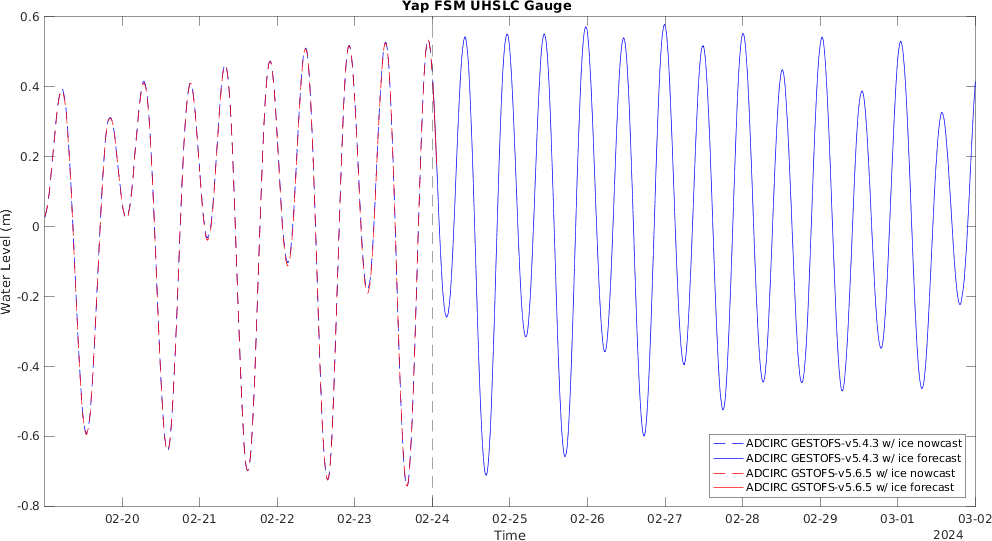 Yap FSM UHSLC Gauge
0.6
0.4
0.2
0
-0.2
-0.4
-0.6
-0.8
Water Level (m)
ADCIRC GESTOFS-v5.4.3 w/ ice nowcast
ADCIRC GESTOFS-v5.4.3 w/ ice forecast
ADCIRC GSTOFS-v5.6.5 w/ ice nowcast
ADCIRC GSTOFS-v5.6.5 w/ ice forecast
02-20 02-21 02-22 02-23 02-24 02-25 02-26 02-27 02-28 02-29 03-01 03-02
Time
2024